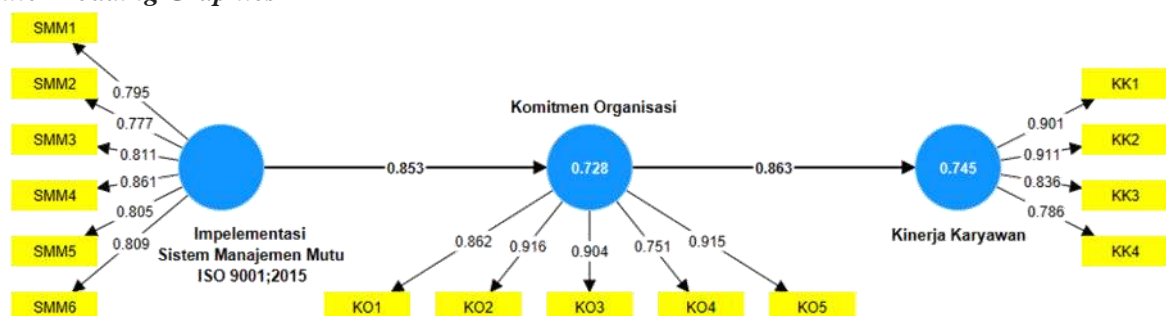 SMM1
SMM2
SMM3
SMM4
SMM5
SMM6
0.795
0.777
0.811
0.861
0.805
0.809
Impelementasi
Sistem Manajemen Mutu
ISO 9001;2015
0.853
Komitmen Organisasi
0.728
0.862
0.916
0.904
0.751
0.915
KO1
KO2
KO3
KO4
KO5
0.863
0.745
Kinerja Karyawan
0.901
0.911
0.836
0.786
KK1
KK2
KK3
KK4